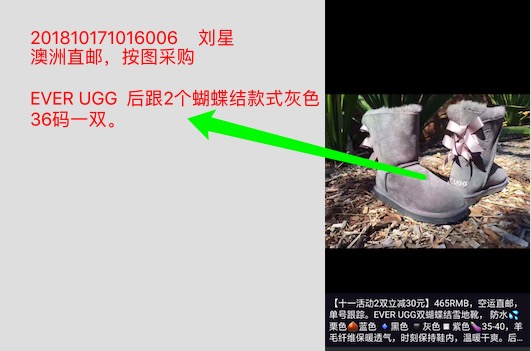 201810171016006 刘星
澳洲直邮，按图采购
EVER UGG 后跟2个蝴蝶结款式灰色
36码一双。
UGG
【十一活动2双立减30元】465RMB，空运直邮，
单号跟踪。EVER UGG双蝴蝶结雪地靴， 防水💦
栗色🌰蓝色 🔹黑色 ▪️灰色◽紫色🍆35-40，羊
毛纤维保暖透气，时刻保持鞋内，温暖干爽。后...